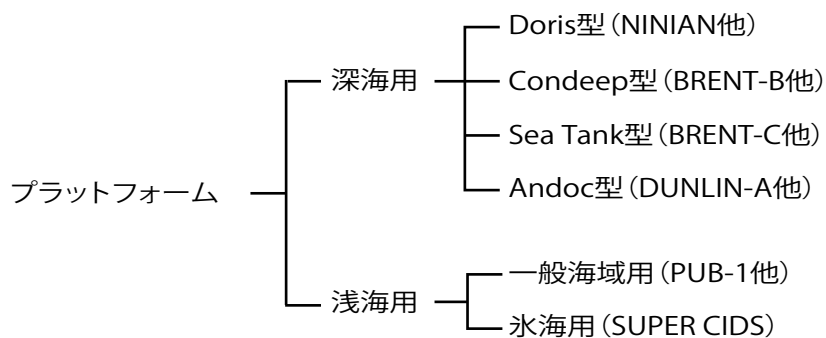 Doris型（NINIAN他）
深海用
Condeep型（BRENT-B他）
Sea Tank型（BRENT-C他）
プラットフォーム
Andoc型（DUNLIN-A他）
一般海域用（PUB-1他）
浅海用
氷海用（SUPER CIDS）